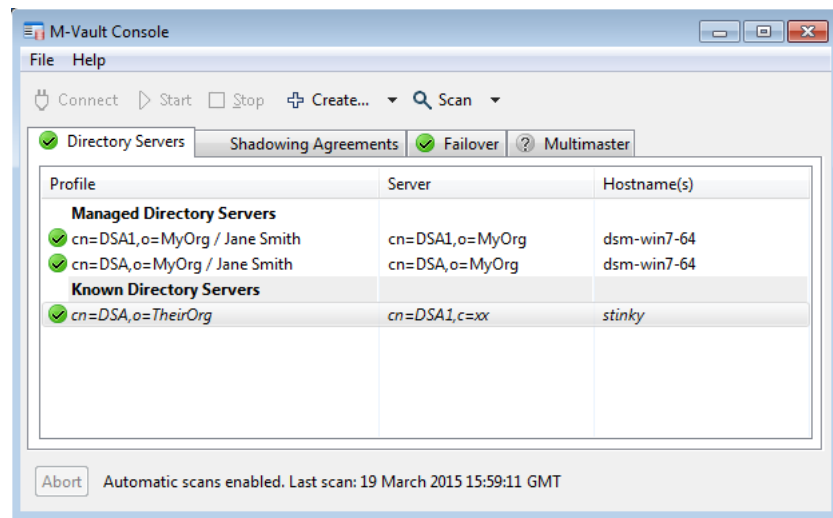 M-Vault Console
File Help
Connect Start Stop Create... Scan
Directory Servers Shadowing Agreements Failover ? Multimaster
Profile Server Hostname(s)
Managed Directory Servers
cn=DSA1,o=MyOrg / Jane Smith cn=DSA1,o=MyOrg dsm-win7-64
cn=DSA,o=MyOrg / Jane Smith cn=DSA,o=MyOrg dsm-win7-64
Known Directory Servers
cn=DSA,o=TheirOrg cn=DSA1,c=xx stinky
Abort Automatic scans enabled. Last scan: 19 March 2015 15:59:11 GMT